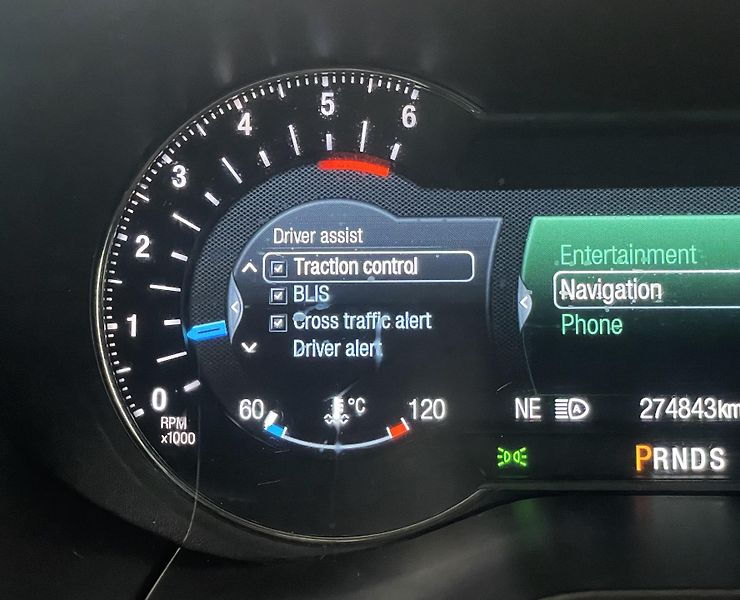 6
5
4
3
2
1
0
RPM
x1000
Driver assist
Traction control
BLIS
Cross traffic alert
Driver alert
60 °C 120
Entertainment
Navigation
Phone
NE A 274843km
PRNDS